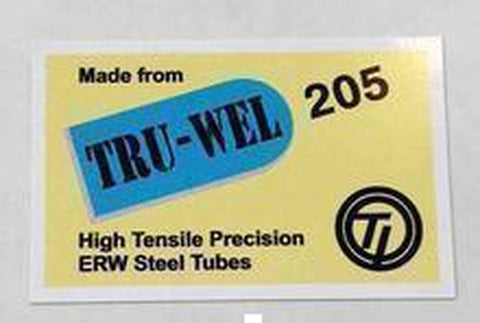 Made from
TRU-WEL 205
High Tensile Precision
ERW Steel Tubes
TI